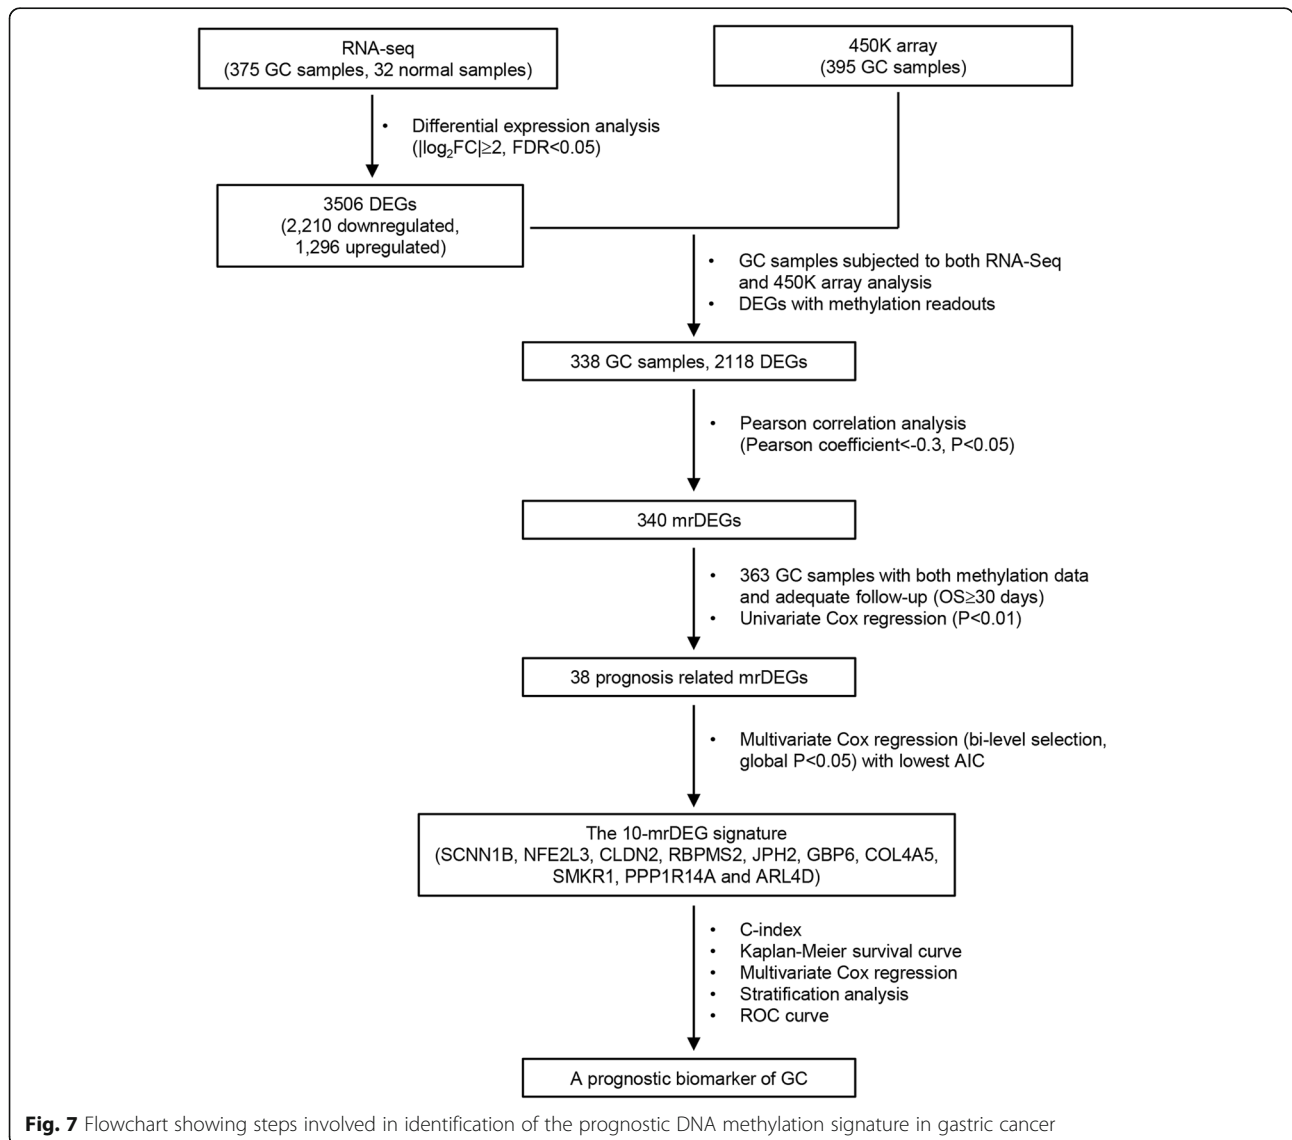 RNA-seq
(375 GC samples, 32 normal samples)
450K array
(395 GC samples)
• Differential expression analysis
(|log₂FC|≥2, FDR<0.05)
3506 DEGs
(2,210 downregulated,
1,296 upregulated)
• GC samples subjected to both RNA-Seq
and 450K array analysis
• DEGs with methylation readouts
338 GC samples, 2118 DEGs
• Pearson correlation analysis
(Pearson coefficient<-0.3, P<0.05)
340 mrDEGs
• 363 GC samples with both methylation data
and adequate follow-up (OS≥30 days)
• Univariate Cox regression (P<0.01)
38 prognosis related mrDEGs
• Multivariate Cox regression (bi-level selection,
global P<0.05) with lowest AIC
The 10-mrDEG signature
(SCNN1B, NFE2L3, CLDN2, RBPMS2, JPH2, GBP6, COL4A5,
SMKR1, PPP1R14A and ARL4D)
• C-index
• Kaplan-Meier survival curve
• Multivariate Cox regression
• Stratification analysis
• ROC curve
A prognostic biomarker of GC
Fig. 7 Flowchart showing steps involved in identification of the prognostic DNA methylation signature in gastric cancer